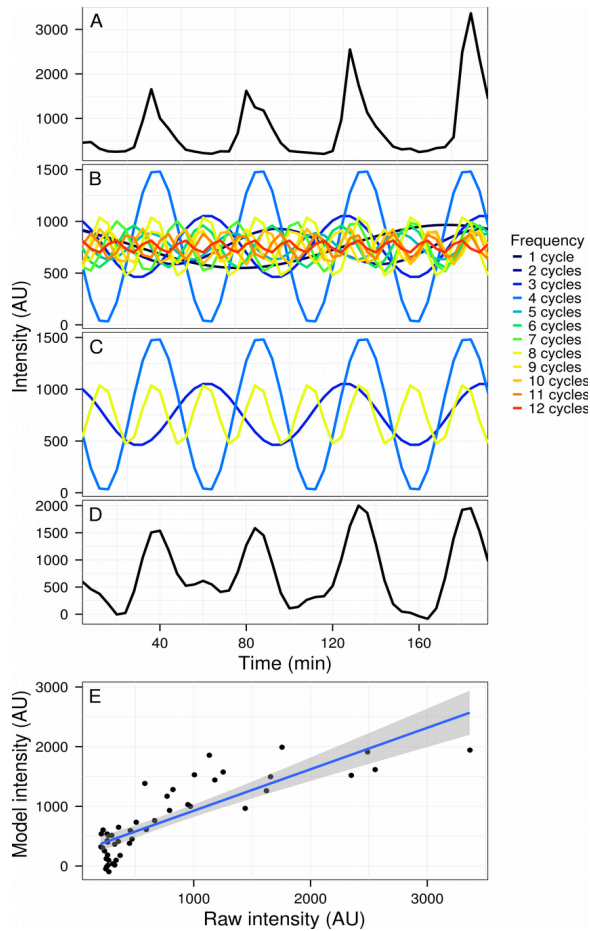 A
3000
2000
1000
B
1500
1000
500
0
Intensity (AU)
Frequency
1 cycle
2 cycles
3 cycles
4 cycles
5 cycles
6 cycles
7 cycles
8 cycles
9 cycles
10 cycles
11 cycles
12 cycles
C
1500
1000
500
0
D
2000
1500
1000
500
0
40 80 120 160
Time (min)
E
3000
2000
1000
0
Model intensity (AU)
1000 2000 3000
Raw intensity (AU)